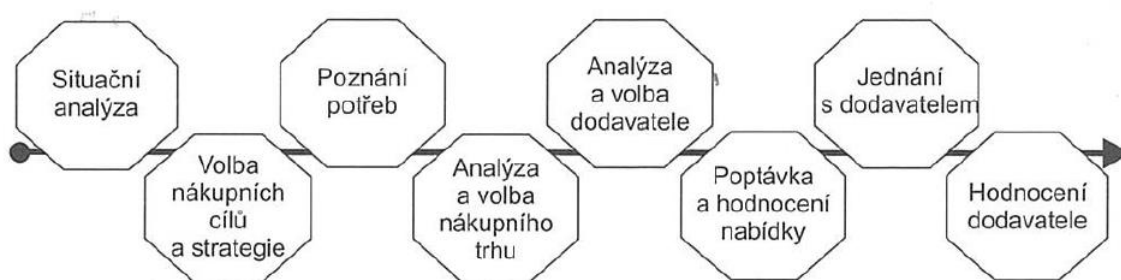 Situační
analýza
Volba
nákupních
cílů
a strategie
Poznání
potřeb
Analýza
a volba
nákupního
trhu
Analýza
a volba
dodavatele
Poptávka
a hodnocení
nabídky
Jednání
s dodavatelem
Hodnocení
dodavatele